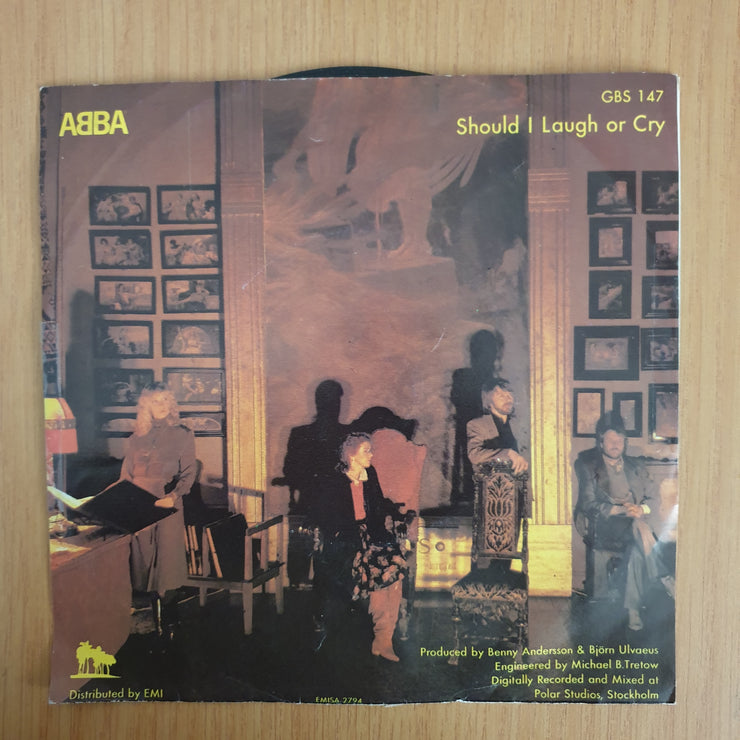 ABBA
GBS 147
Should I Laugh or Cry
Produced by Benny Andersson & Björn Ulvaeus
Engineered by Michael B.Tretow
Digitally Recorded and Mixed at
Polar Studios, Stockholm
Distributed by EMI
EMISA 2794